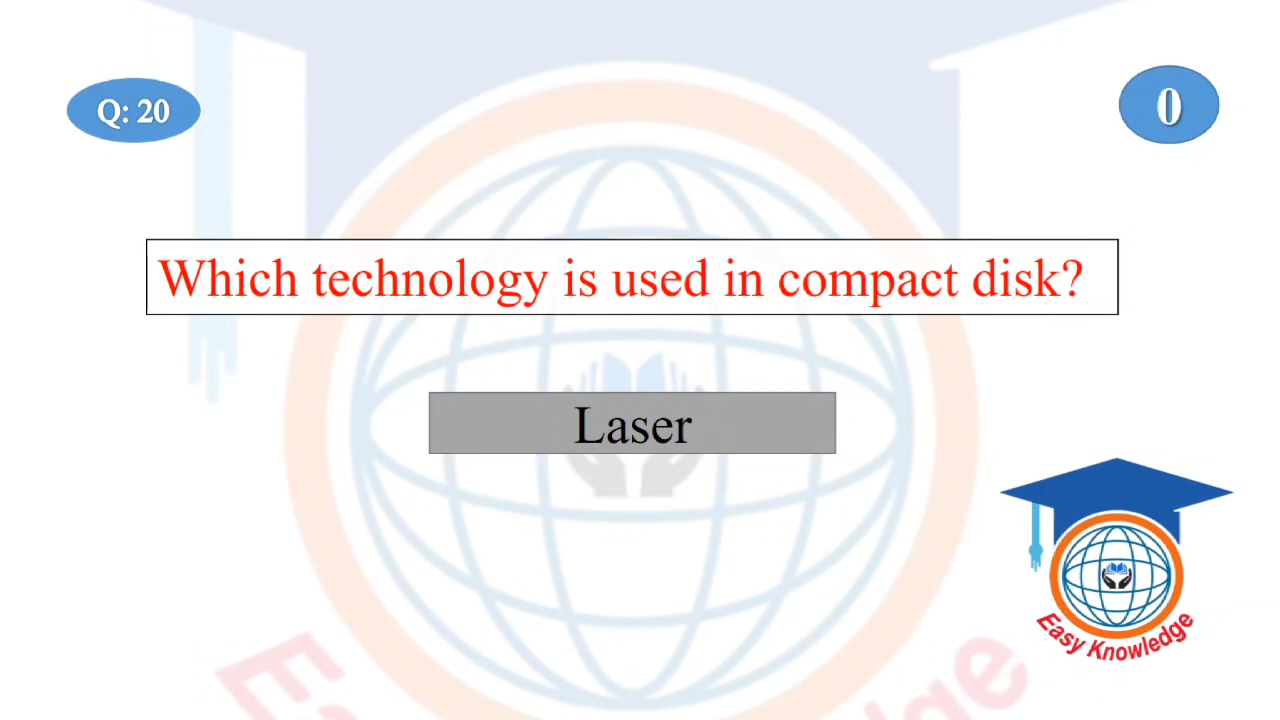 Q: 20
0
Which technology is used in compact disk?
Laser
Easy Knowledge